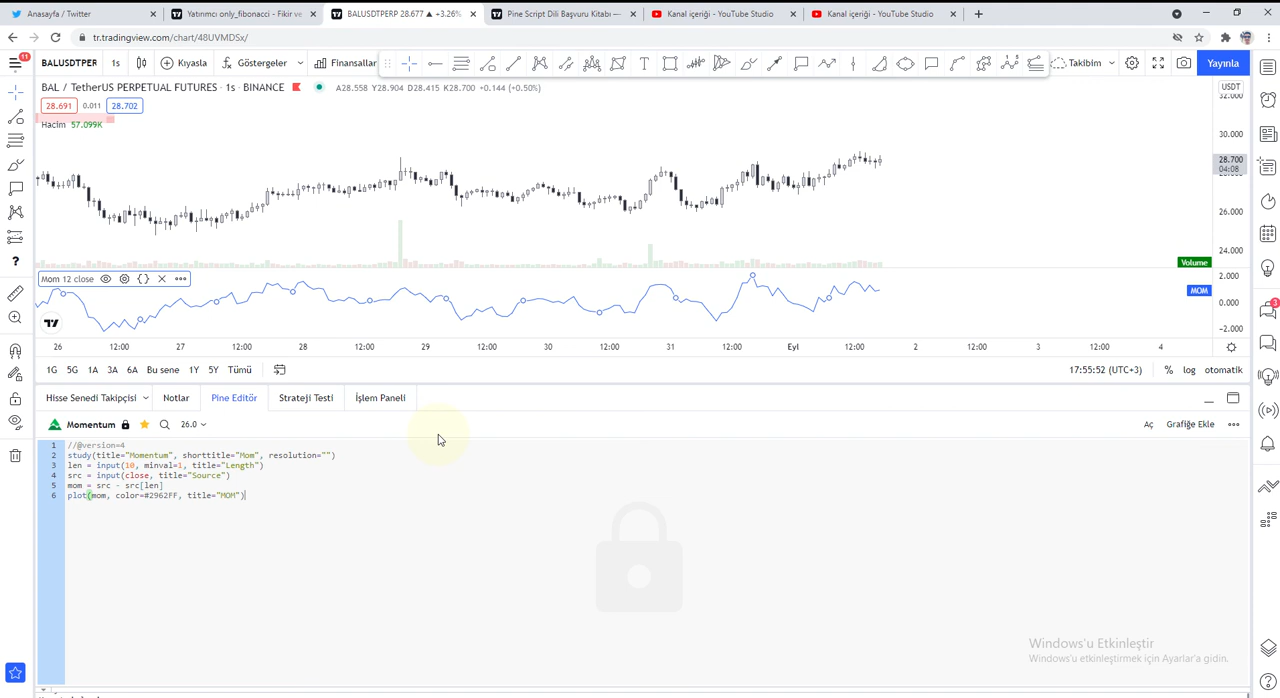 Anasayfa / Twitter
Yatırımcı only_fibonacci - Fikir ve
BALUSDTPERP 28.677 ▲ +3.26%
Pine Script Dili Başvuru Kitabı —
Kanal içeriği - YouTube Studio
Kanal içeriği - YouTube Studio
tr.tradingview.com/chart/48UVMDSx/
11
BALUSDTPER
1s
Kıyasla
Göstergeler
Finansallar
Takibim
Yayınla
BAL / TetherUS PERPETUAL FUTURES · 1s · BINANCE
A28.558 Y28.904 D28.415 K28.700 +0.144 (+0.50%)
USDT
32.000
28.691
0.011
28.702
Hacim 57.099K
30.000
28.700
04:08
26.000
24.000
Volume
Mom 12 close
2.000
MOM
0.000
-2.000
3
26
12:00
27
12:00
28
12:00
29
12:00
30
12:00
31
12:00
Eyl
12:00
2
12:00
3
12:00
4
1G
5G
1A
3A
6A
Bu sene
1Y
5Y
Tümü
17:55:52 (UTC+3)
%
log
otomatik
Hisse Senedi Takipçisi
Notlar
Pine Editör
Strateji Testi
İşlem Paneli
Momentum
26.0
Aç
Grafiğe Ekle
1 //@version=4
2 study(title="Momentum", shorttitle="Mom", resolution="")
3 len = input(10, minval=1, title="Length")
4 src = input(close, title="Source")
5 mom = src - src[len]
6 plot(mom, color=#2962FF, title="MOM")
Windows'u Etkinleştir
Windows'u etkinleştirmek için Ayarlar'a gidin.